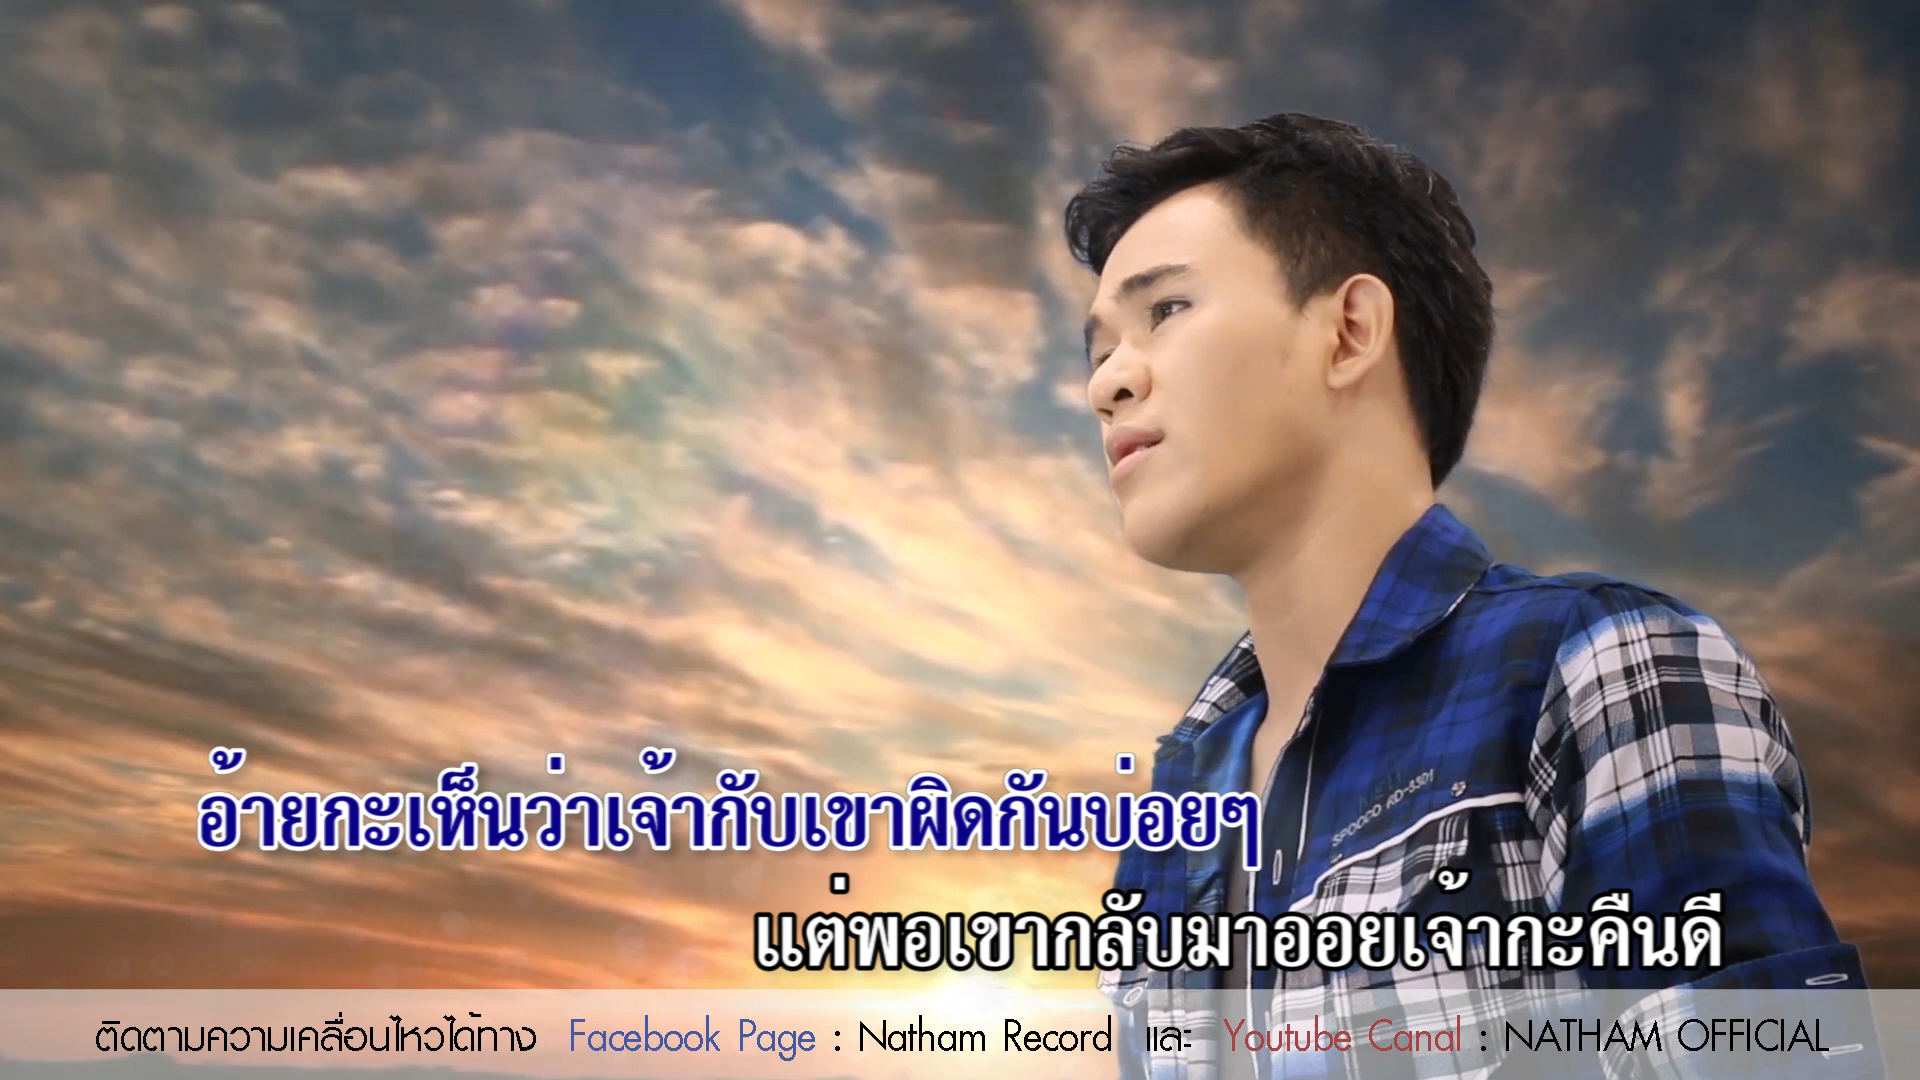 อ้ายกะเห็นว่าเจ้ากับเขาผิดกันบ่อยๆ
แต่พอเขากลับมาออยเจ้ากะคืนดี
ติดตามความเคลื่อนไหวได้ทาง Facebook Page : Natham Record และ Youtube Canal : NATHAM OFFICIAL